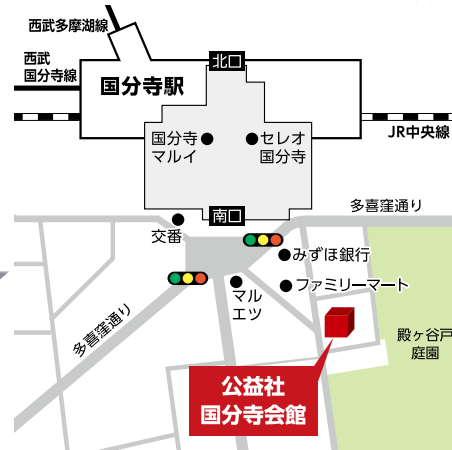 西武多摩湖線
西武
国分寺線
国分寺駅
北口
国分寺
マルイ
セレオ
国分寺
JR中央線
南口
多喜窪通り
交番
みずほ銀行
ファミリーマート
マル
エツ
多喜窪通り
殿ヶ谷戸
庭園
公益社
国分寺会館